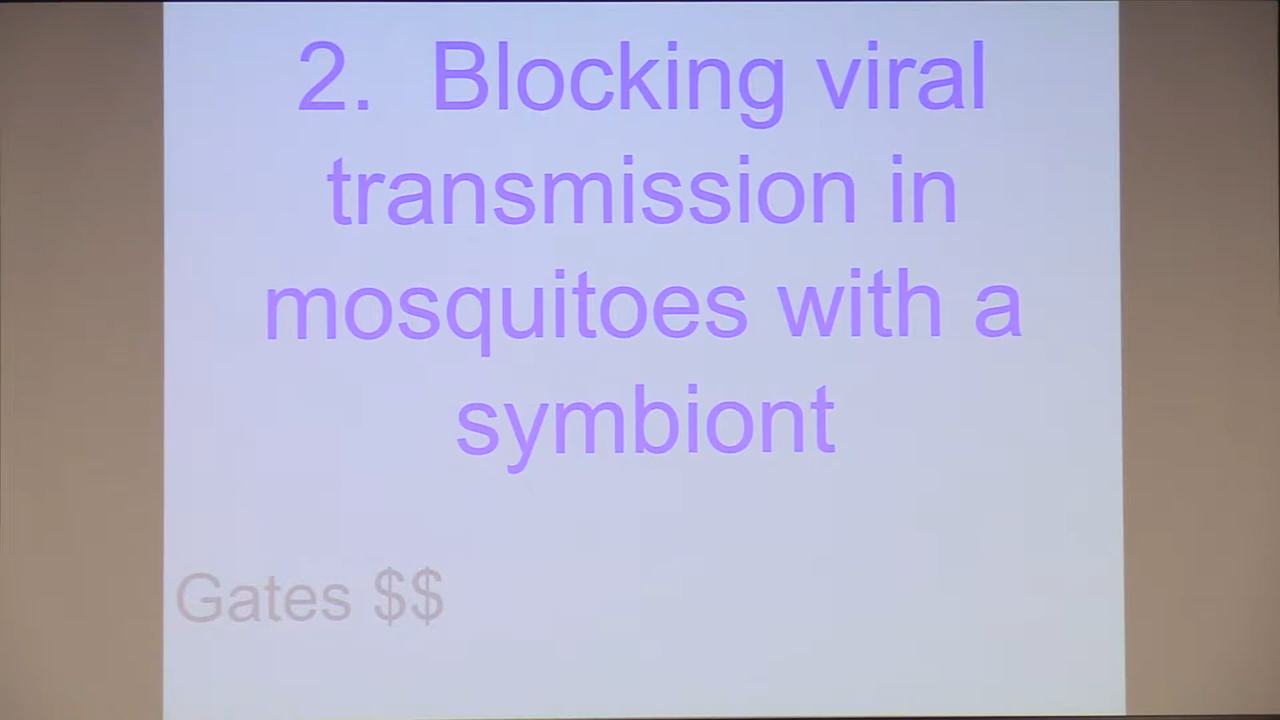 2. Blocking viral
transmission in
mosquitoes with a
symbiont
Gates $$